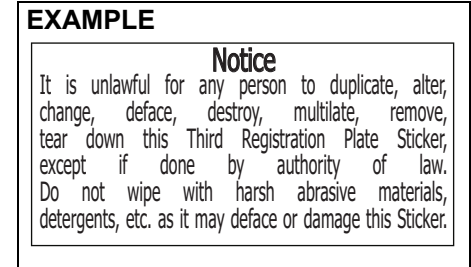 EXAMPLE
Notice
It is unlawful for any person to duplicate, alter,
change, deface, destroy, multilate, remove,
tear down this Third Registration Plate Sticker,
except if done by authority of law.
Do not wipe with harsh abrasive materials,
detergents, etc. as it may deface or damage this Sticker.